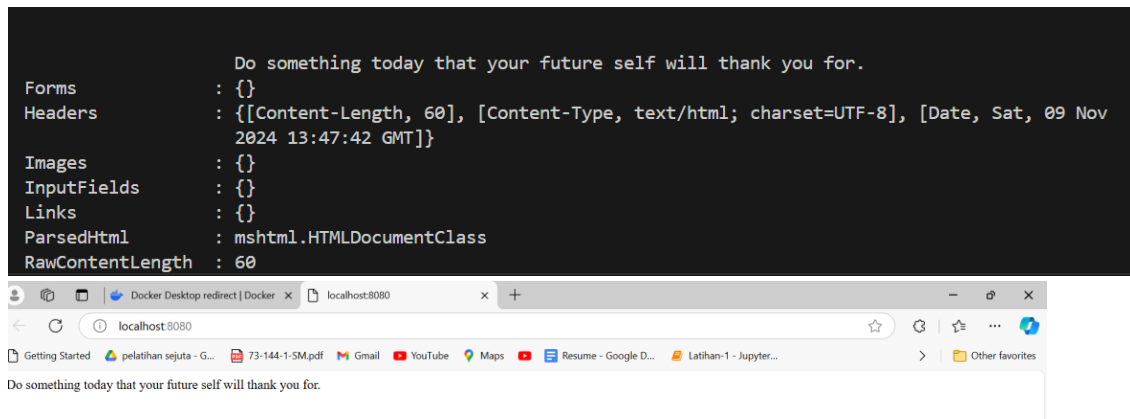 Do something today that your future self will thank you for.
Forms : {}
Headers : {[Content-Length, 60], [Content-Type, text/html; charset=UTF-8], [Date, Sat, 09 Nov
2024 13:47:42 GMT]}
Images : {}
InputFields : {}
Links : {}
ParsedHtml : mshtml.HTMLDocumentClass
RawContentLength : 60
Docker Desktop redirect | Docker localhost:8080
localhost:8080
Getting Started pelatihan sejuta - G... 73-144-1-SM.pdf Gmail YouTube Maps Resume - Google D... Latihan-1 - Jupyter... Other favorites
Do something today that your future self will thank you for.